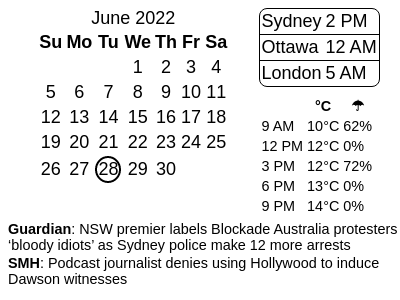 June 2022
Su Mo Tu We Th Fr Sa
1 2 3 4
5 6 7 8 9 10 11
12 13 14 15 16 17 18
19 20 21 22 23 24 25
26 27 28 29 30
Sydney 2 PM
Ottawa 12 AM
London 5 AM
°C ☂
9 AM 10°C 62%
12 PM 12°C 0%
3 PM 12°C 72%
6 PM 13°C 0%
9 PM 14°C 0%
Guardian: NSW premier labels Blockade Australia protesters
‘bloody idiots’ as Sydney police make 12 more arrests
SMH: Podcast journalist denies using Hollywood to induce
Dawson witnesses